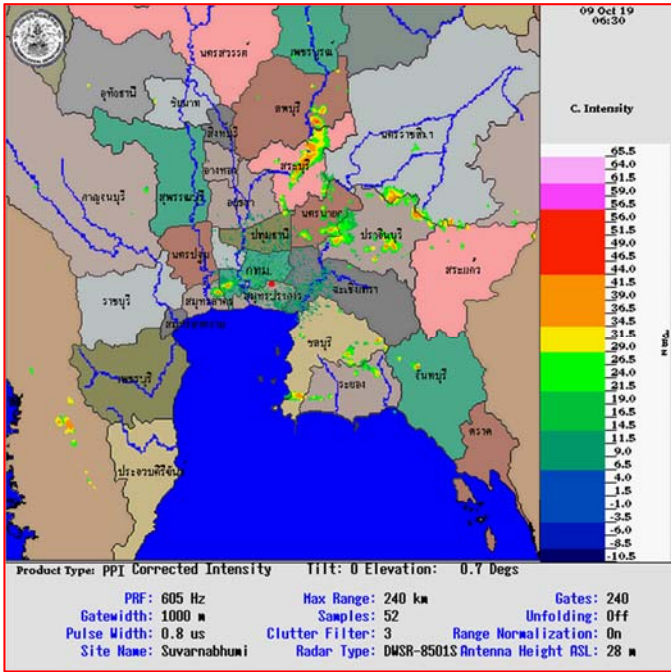 09 Oct 19
06:30
C. Intensity
นครสวรรค์
เพชรบูรณ์
อุทัยธานี
ชัยนาท
ลพบุรี
สิงห์บุรี
นครราชสีมา
สระบุรี
อ่างทอง
กาญจนบุรี
สุพรรณบุรี
อยุธยา
นครนายก
ปทุมธานี
ปราจีนบุรี
นครปฐม
กทม.
สระแก้ว
ราชบุรี
สมุทรสาคร
สมุทรปราการ
ฉะเชิงเทรา
ชลบุรี
เพชรบุรี
ระยอง
จันทบุรี
ตราด
ประจวบคีรีขันธ์
65.5
64.0
61.5
59.0
56.5
56.0
54.0
51.5
49.0
46.5
44.0
41.5
39.0
36.5
34.0
31.5
29.0
26.5
24.0
21.5
19.0
16.5
14.0
11.5
9.0
6.5
4.0
1.5
-1.0
-3.5
-6.0
-8.5
-10.5
Product Type: PPI Corrected Intensity Tilt: 0 Elevation: 0.7 Degs
PRF: 605 Hz Max Range: 240 km Gates: 240
Gatewidth: 1000 m Samples: 52 Unfolding: Off
Pulse Width: 0.8 us Clutter Filter: 3 Range Normalization: On
Site Name: Suvarnabhumi Radar Type: DWSR-8501S Antenna Height ASL: 28 m